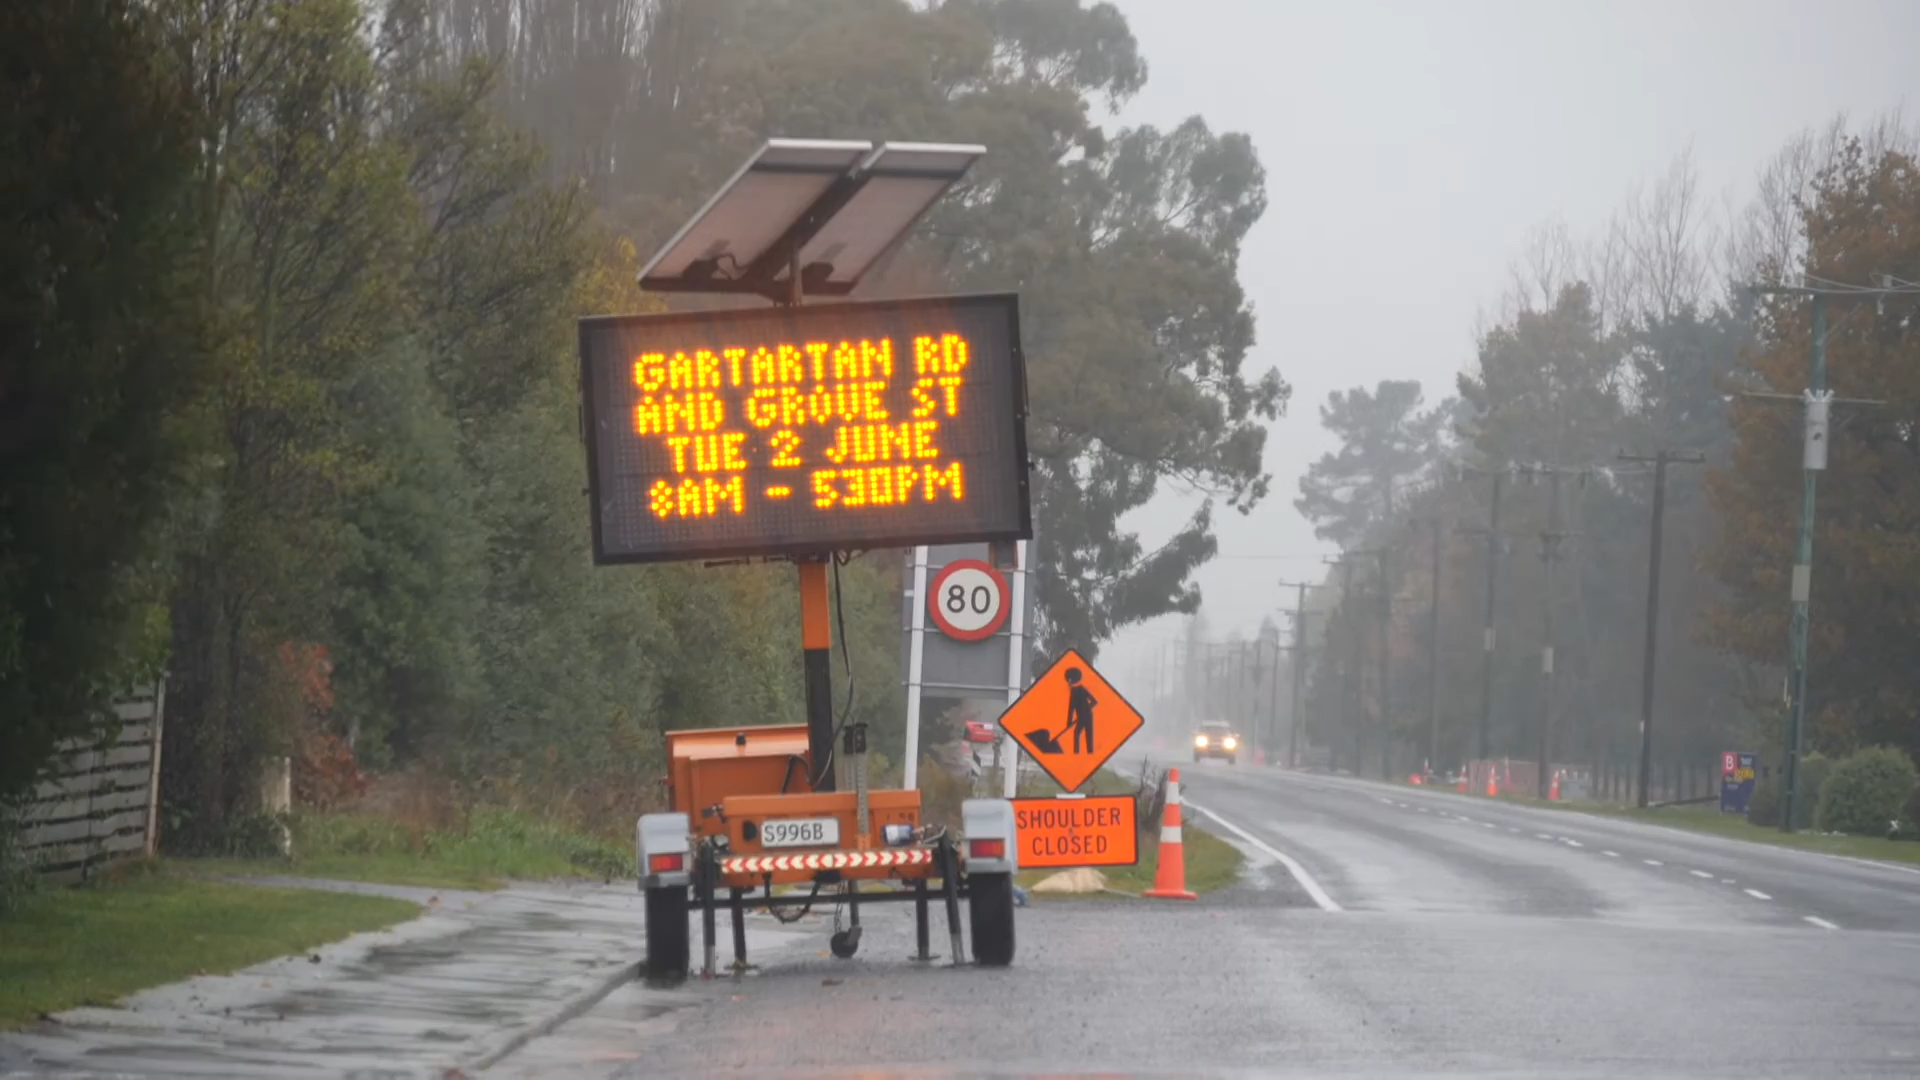 GARTARTAN RD
AND GROVE ST
TUE 2 JUNE
8AM - 530PM
80
SHOULDER
CLOSED
S996B
B